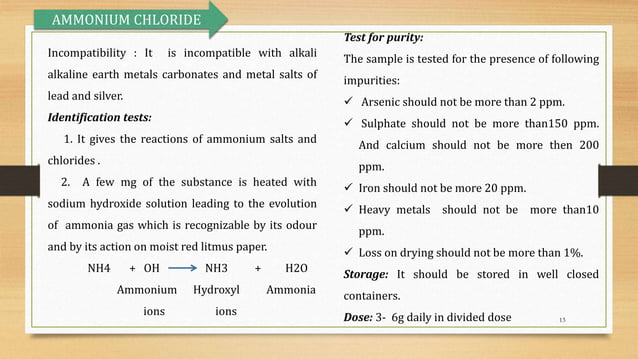 AMMONIUM CHLORIDE
Incompatibility : It is incompatible with alkali
alkaline earth metals carbonates and metal salts of
lead and silver.
Identification tests:
1. It gives the reactions of ammonium salts and
chlorides .
2. A few mg of the substance is heated with
sodium hydroxide solution leading to the evolution
of ammonia gas which is recognizable by its odour
and by its action on moist red litmus paper.
NH4 + OH → NH3 + H2O
Ammonium Hydroxyl Ammonia
ions ions
Test for purity:
The sample is tested for the presence of following
impurities:
✓ Arsenic should not be more than 2 ppm.
✓ Sulphate should not be more than150 ppm.
And calcium should not be more then 200
ppm.
✓ Iron should not be more 20 ppm.
✓ Heavy metals should not be more than10
ppm.
✓ Loss on drying should not be more than 1%.
Storage: It should be stored in well closed
containers.
Dose: 3- 6g daily in divided dose
15